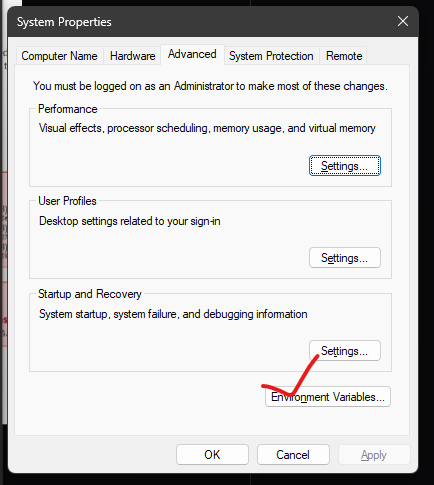 System Properties
Computer Name Hardware Advanced System Protection Remote
You must be logged on as an Administrator to make most of these changes.
Performance
Visual effects, processor scheduling, memory usage, and virtual memory
Settings...
User Profiles
Desktop settings related to your sign-in
Settings...
Startup and Recovery
System startup, system failure, and debugging information
Settings...
Environment Variables...
OK Cancel Apply